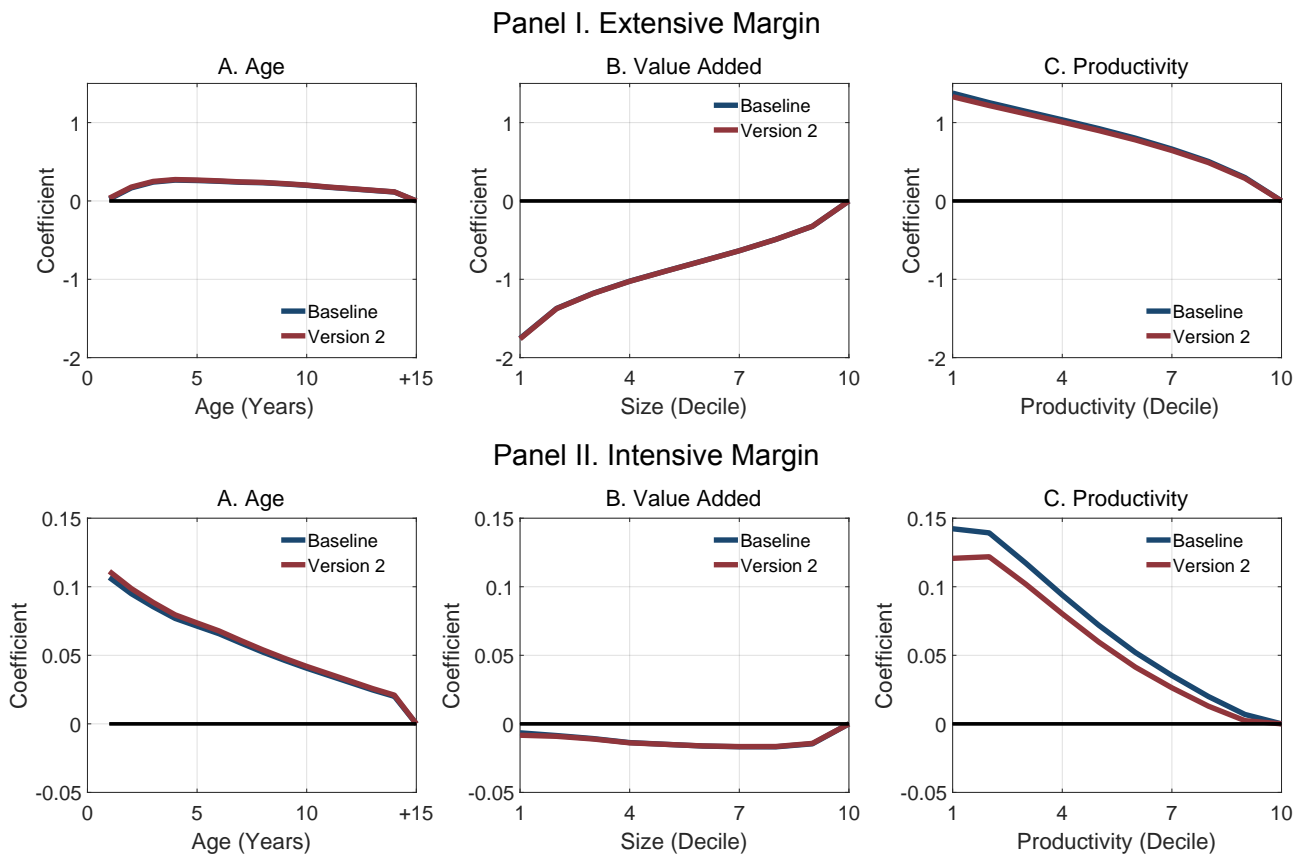 Panel I. Extensive Margin
A. Age
B. Value Added
C. Productivity
1
0
-1
-2
Coefficient
Baseline
Version 2
0
5
10
+15
Age (Years)
1
0
-1
-2
Coefficient
Baseline
Version 2
1
4
7
10
Size (Decile)
1
0
-1
-2
Coefficient
Baseline
Version 2
1
4
7
10
Productivity (Decile)
Panel II. Intensive Margin
A. Age
B. Value Added
C. Productivity
0.15
0.1
0.05
0
-0.05
Coefficient
Baseline
Version 2
0
5
10
+15
Age (Years)
0.15
0.1
0.05
0
-0.05
Coefficient
Baseline
Version 2
1
4
7
10
Size (Decile)
0.15
0.1
0.05
0
-0.05
Coefficient
Baseline
Version 2
1
4
7
10
Productivity (Decile)